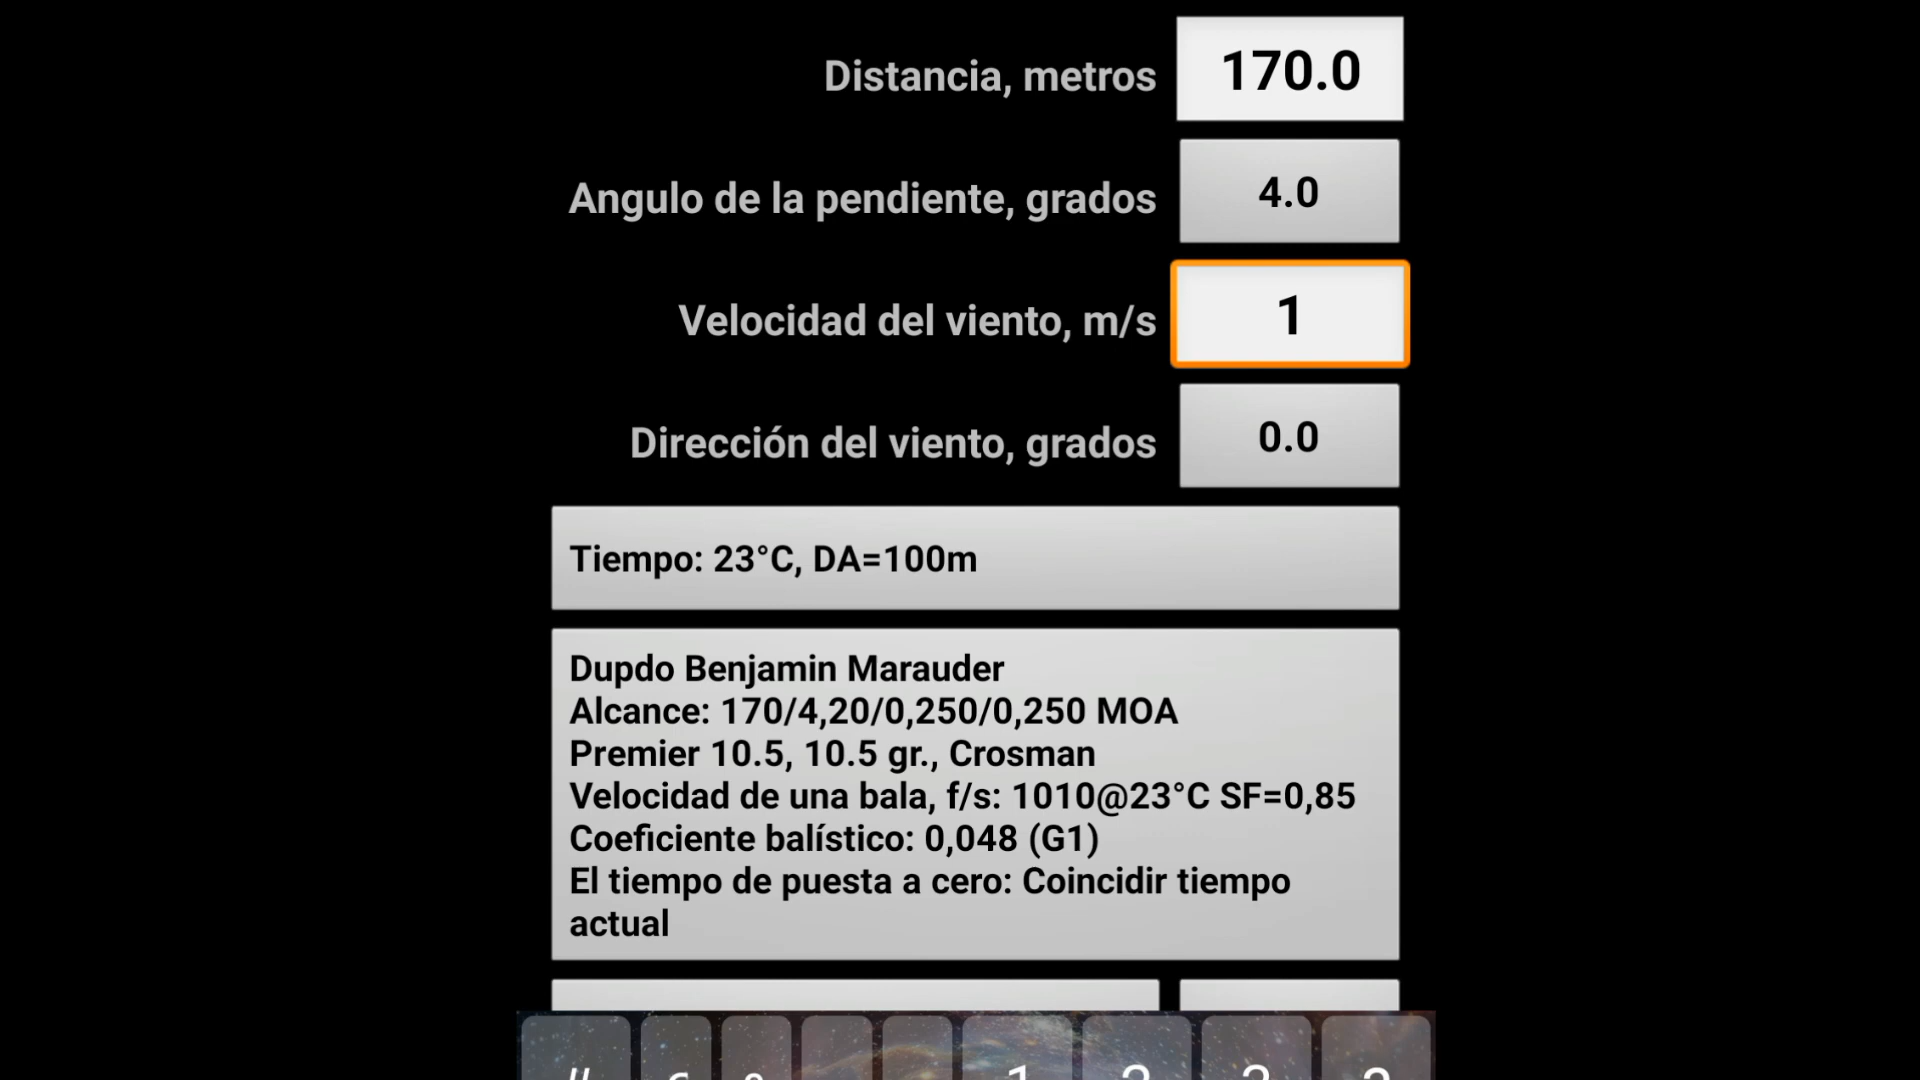 Distancia, metros 170.0
Angulo de la pendiente, grados 4.0
Velocidad del viento, m/s 1
Dirección del viento, grados 0.0
Tiempo: 23°C, DA=100m
Dupdo Benjamin Marauder
Alcance: 170/4,20/0,250/0,250 MOA
Premier 10.5, 10.5 gr., Crosman
Velocidad de una bala, f/s: 1010@23°C SF=0,85
Coeficiente balístico: 0,048 (G1)
El tiempo de puesta a cero: Coincidir tiempo
actual